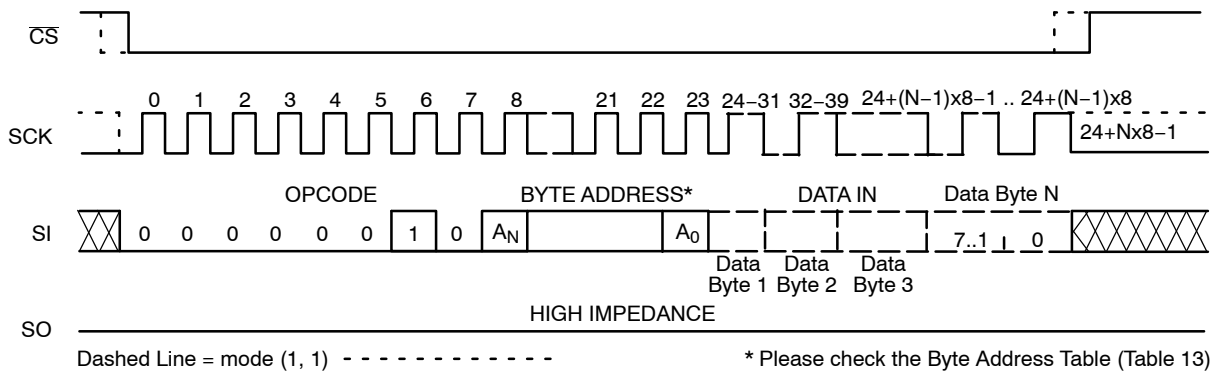 CS
0 1 2 3 4 5 6 7 8 21 22 23 24–31 32–39 24+(N–1)x8–1 .. 24+(N–1)x8
SCK
24+Nx8–1
OPCODE BYTE ADDRESS* DATA IN Data Byte N
SI
0 0 0 0 0 0 1 0 AN A0 7..1 0
Data Byte 1
Data Byte 2
Data Byte 3
HIGH IMPEDANCE
SO
Dashed Line = mode (1, 1)
* Please check the Byte Address Table (Table 13)